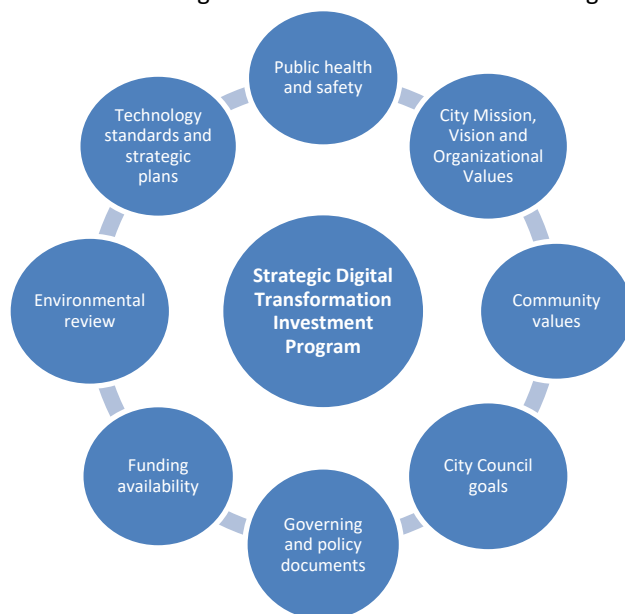 Public health
and safety
City Mission,
Vision and
Organizational
Values
Community
values
City Council
goals
Governing
and policy
documents
Funding
availability
Environmental
review
Technology
standards and
strategic
plans
Strategic Digital
Transformation
Investment
Program